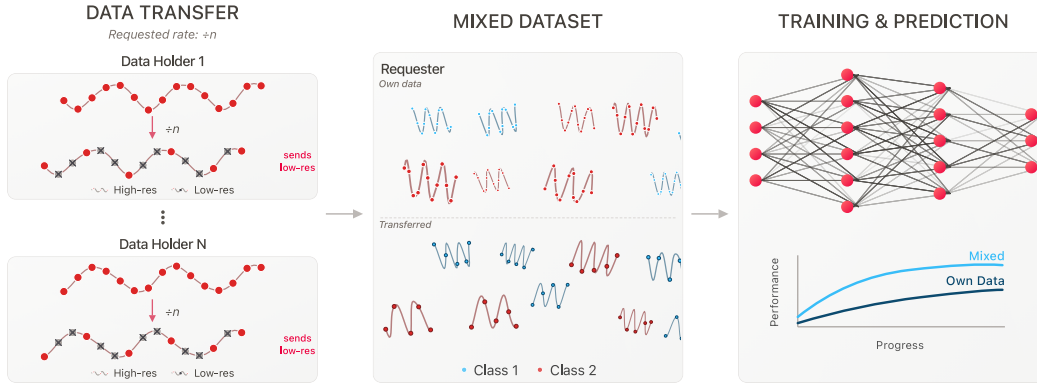 DATA TRANSFER
Requested rate: ÷n
Data Holder 1
÷n
sends
low-res
High-res
Low-res
Data Holder N
÷n
sends
low-res
High-res
Low-res
MIXED DATASET
Requester
Own data
Transferred
Class 1
Class 2
TRAINING & PREDICTION
Performance
Mixed
Own Data
Progress